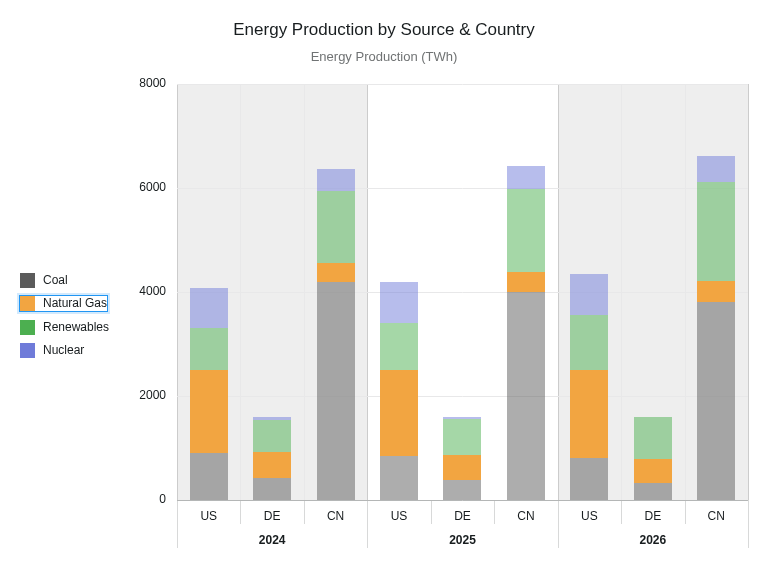 Energy Production by Source & Country
Energy Production (TWh)
8000
6000
4000
2000
0
Coal
Natural Gas
Renewables
Nuclear
US DE CN US DE CN US DE CN
2024 2025 2026